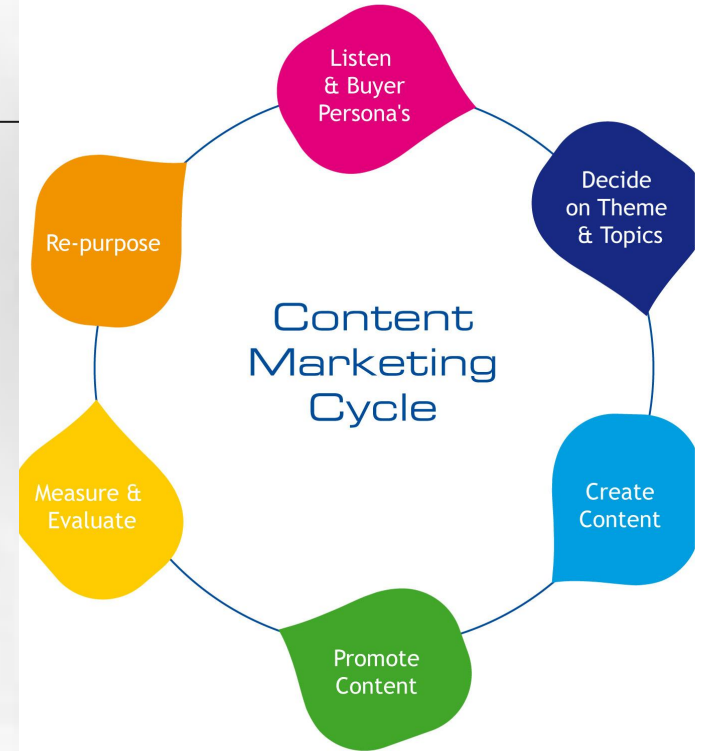 Listen
& Buyer
Persona's
Decide
on Theme
& Topics
Create
Content
Promote
Content
Measure &
Evaluate
Re-purpose
Content
Marketing
Cycle